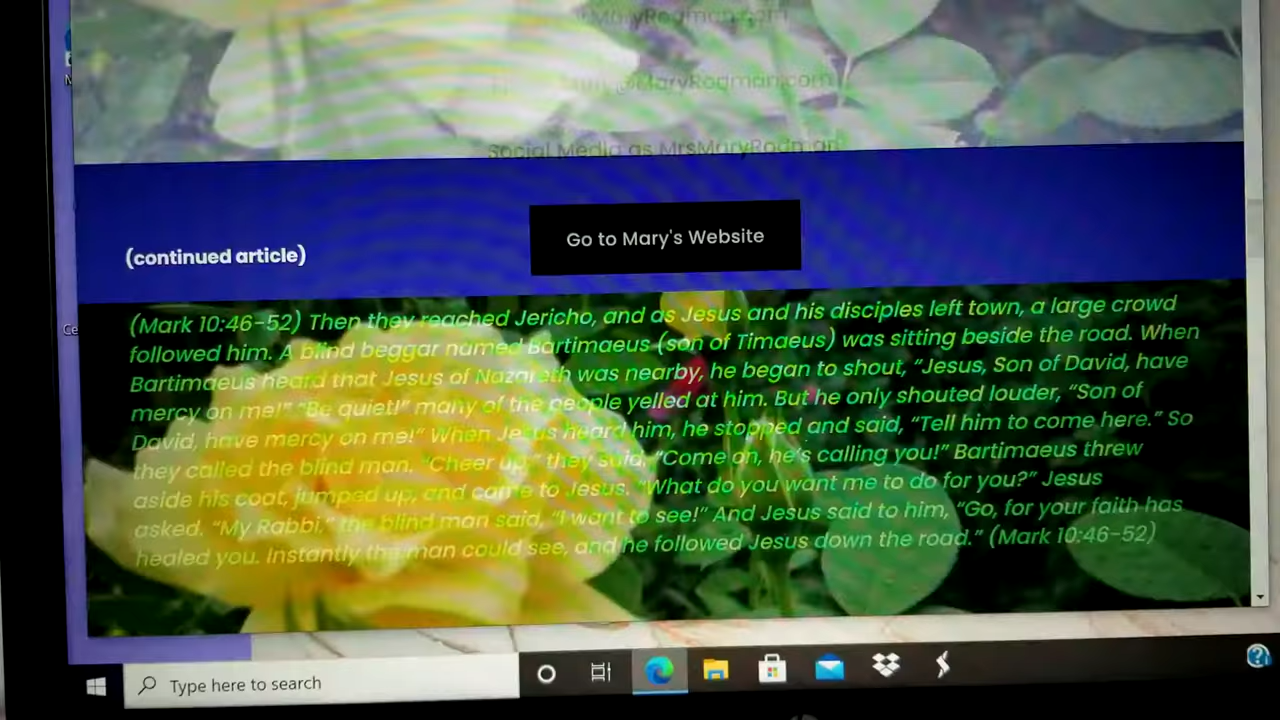 MaryRodman.com
@MaryRodman.com
Social Media as MrsMaryRodman
Go to Mary's Website
(continued article)
(Mark 10:46-52) Then they reached Jericho, and as Jesus and his disciples left town, a large crowd
followed him. A blind beggar named Bartimaeus (son of Timaeus) was sitting beside the road. When
Bartimaeus heard that Jesus of Nazareth was nearby, he began to shout, “Jesus, Son of David, have
mercy on me!” “Be quiet!” many of the people yelled at him. But he only shouted louder, “Son of
David, have mercy on me!” When Jesus heard him, he stopped and said, “Tell him to come here.” So
they called the blind man. “Cheer up,” they said. “Come on, he's calling you!” Bartimaeus threw
aside his coat, jumped up, and came to Jesus. “What do you want me to do for you?” Jesus
asked. “My Rabbi,” the blind man said, “I want to see!” And Jesus said to him, “Go, for your faith has
healed you. Instantly the man could see, and he followed Jesus down the road.” (Mark 10:46-52)
Ce
Type here to search